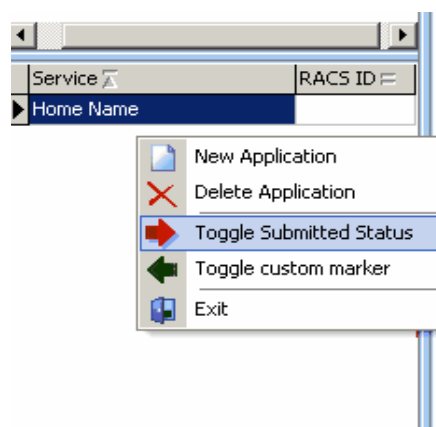 Service RACS ID
Home Name
New Application
Delete Application
Toggle Submitted Status
Toggle custom marker
Exit